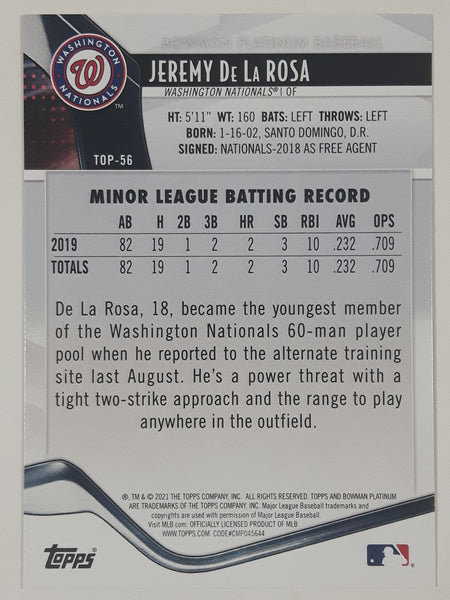 BOWMAN PLATINUM BASEBALL
WASHINGTON
W
NATIONALS
™
JEREMY DE LA ROSA
WASHINGTON NATIONALS® | OF
HT: 5'11" WT: 160 BATS: LEFT THROWS: LEFT
BORN: 1-16-02, SANTO DOMINGO, D.R.
SIGNED: NATIONALS-2018 AS FREE AGENT
TOP-56
MINOR LEAGUE BATTING RECORD
AB H 2B 3B HR SB RBI AVG OPS
2019 82 19 1 2 2 3 10 .232 .709
TOTALS 82 19 1 2 2 3 10 .232 .709
De La Rosa, 18, became the youngest member
of the Washington Nationals 60-man player
pool when he reported to the alternate training
site last August. He's a power threat with a
tight two-strike approach and the range to play
anywhere in the outfield.
®, TM & © 2021 THE TOPPS COMPANY, INC. ALL RIGHTS RESERVED. TOPPS AND BOWMAN PLATINUM
ARE TRADEMARKS OF THE TOPPS COMPANY, INC. Major League Baseball trademarks and
copyrights are used with permission of Major League Baseball.
Visit MLB.com. OFFICIALLY LICENSED PRODUCT OF MLB.
WWW.TOPPS.COM CODE#CMP045644
topps